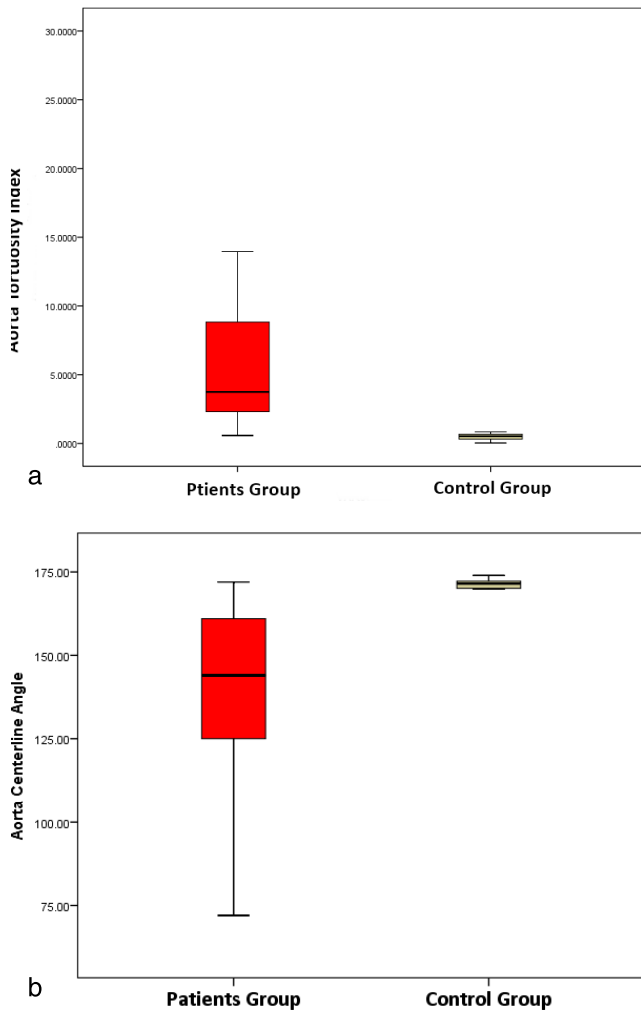 30.0000
25.0000
20.0000
15.0000
10.0000
5.0000
.0000
Aorta Tortuosity Index
a
Ptients Group Control Group
175.00
150.00
125.00
100.00
75.00
Aorta Centerline Angle
b
Patients Group Control Group